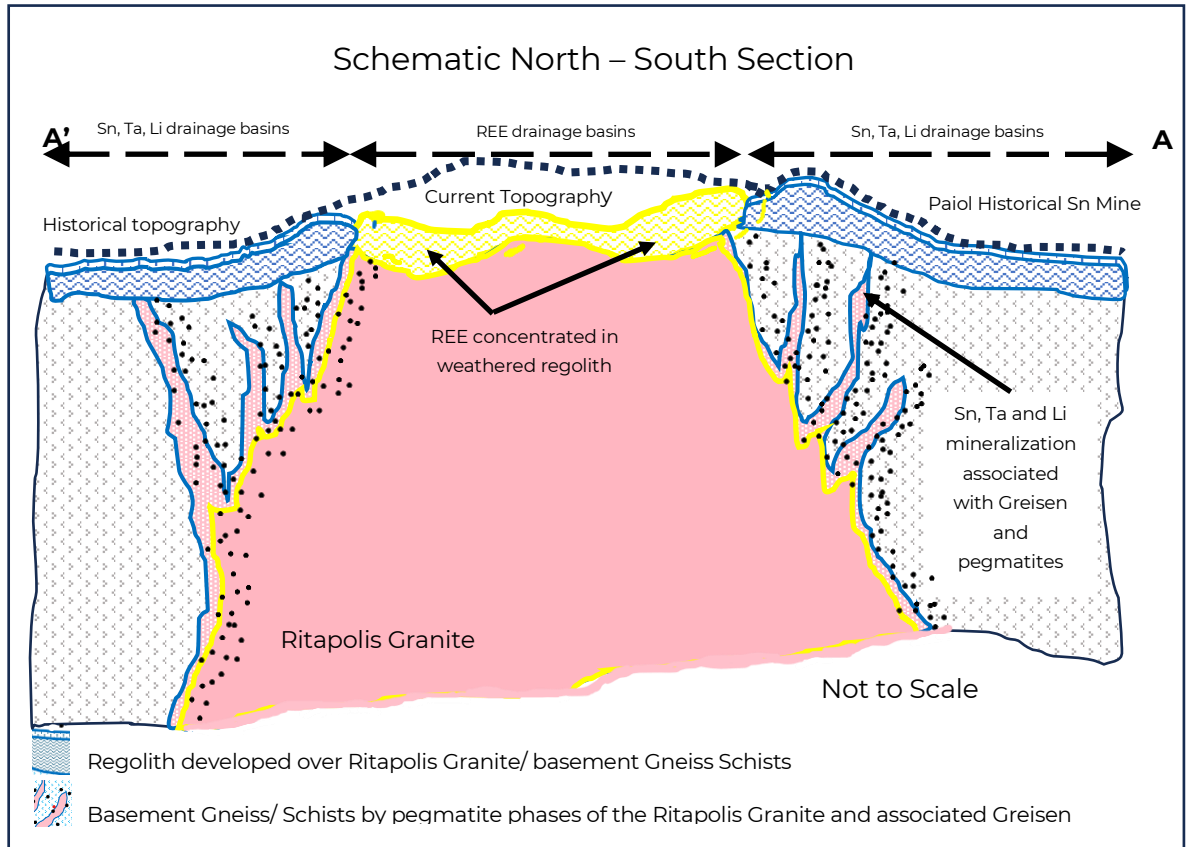 Schematic North – South Section
A’
Sn, Ta, Li drainage basins
REE drainage basins
Sn, Ta, Li drainage basins
A
Historical topography
Current Topography
Paiol Historical Sn Mine
REE concentrated in
weathered regolith
Sn, Ta and Li
mineralization
associated
with Greisen
and
pegmatites
Ritapolis Granite
Not to Scale
Regolith developed over Ritapolis Granite/ basement Gneiss Schists
Basement Gneiss/ Schists by pegmatite phases of the Ritapolis Granite and associated Greisen